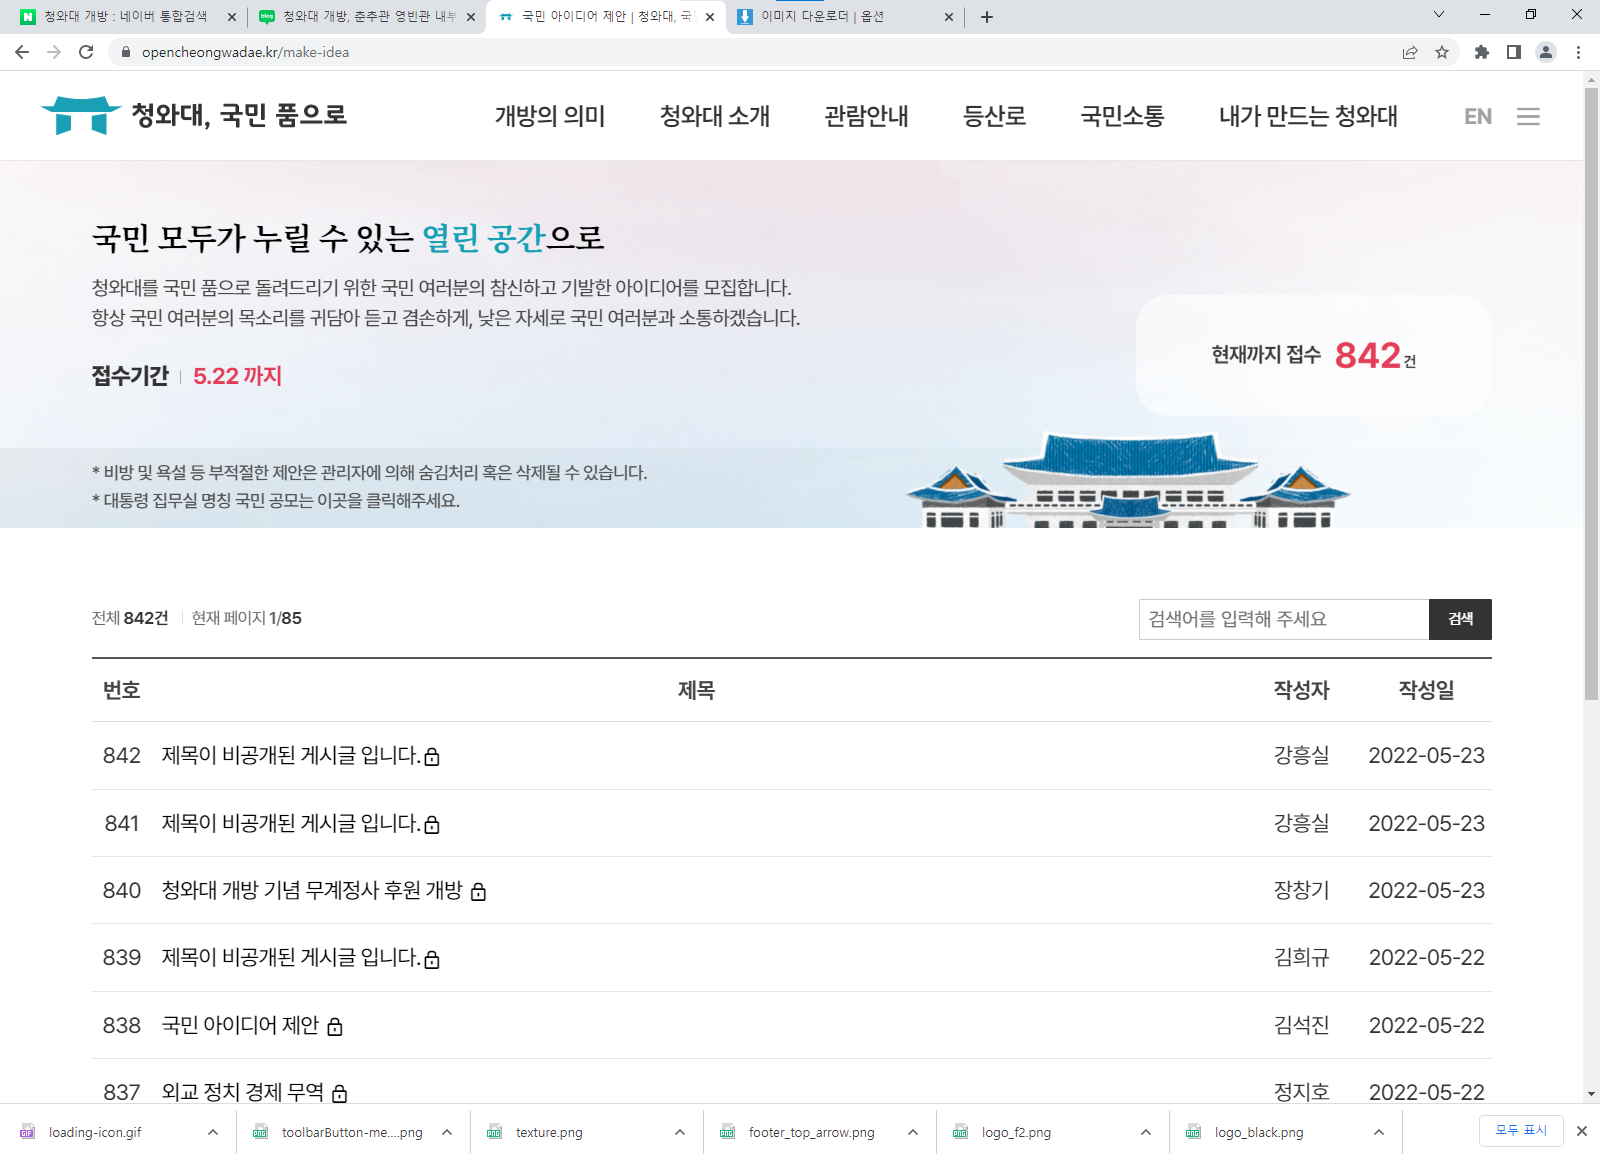 청와대 개방 : 네이버 통합검색
청와대 개방, 춘추관 영빈관 내부
국민 아이디어 제안 | 청와대, 국
이미지 다운로더 | 옵션
opencheongwadae.kr/make-idea
청와대, 국민 품으로
개방의 의미 청와대 소개 관람안내 등산로 국민소통 내가 만드는 청와대 EN
국민 모두가 누릴 수 있는 열린 공간으로
청와대를 국민 품으로 돌려드리기 위한 국민 여러분의 참신하고 기발한 아이디어를 모집합니다.
항상 국민 여러분의 목소리를 귀담아 듣고 겸손하게, 낮은 자세로 국민 여러분과 소통하겠습니다.
현재까지 접수 842건
접수기간 5.22 까지
* 비방 및 욕설 등 부적절한 제안은 관리자에 의해 숨김처리 혹은 삭제될 수 있습니다.
* 대통령 집무실 명칭 국민 공모는 이곳을 클릭해주세요.
전체 842건 현재 페이지 1/85
검색어를 입력해 주세요 검색
번호 제목 작성자 작성일
842 제목이 비공개된 게시글 입니다. 강흥실 2022-05-23
841 제목이 비공개된 게시글 입니다. 강흥실 2022-05-23
840 청와대 개방 기념 무계정사 후원 개방 장창기 2022-05-23
839 제목이 비공개된 게시글 입니다. 김희규 2022-05-22
838 국민 아이디어 제안 김석진 2022-05-22
837 외교 정치 경제 무역 정지호 2022-05-22
loading-icon.gif
toolbarButton-me....png
texture.png
footer_top_arrow.png
logo_f2.png
logo_black.png
모두 표시